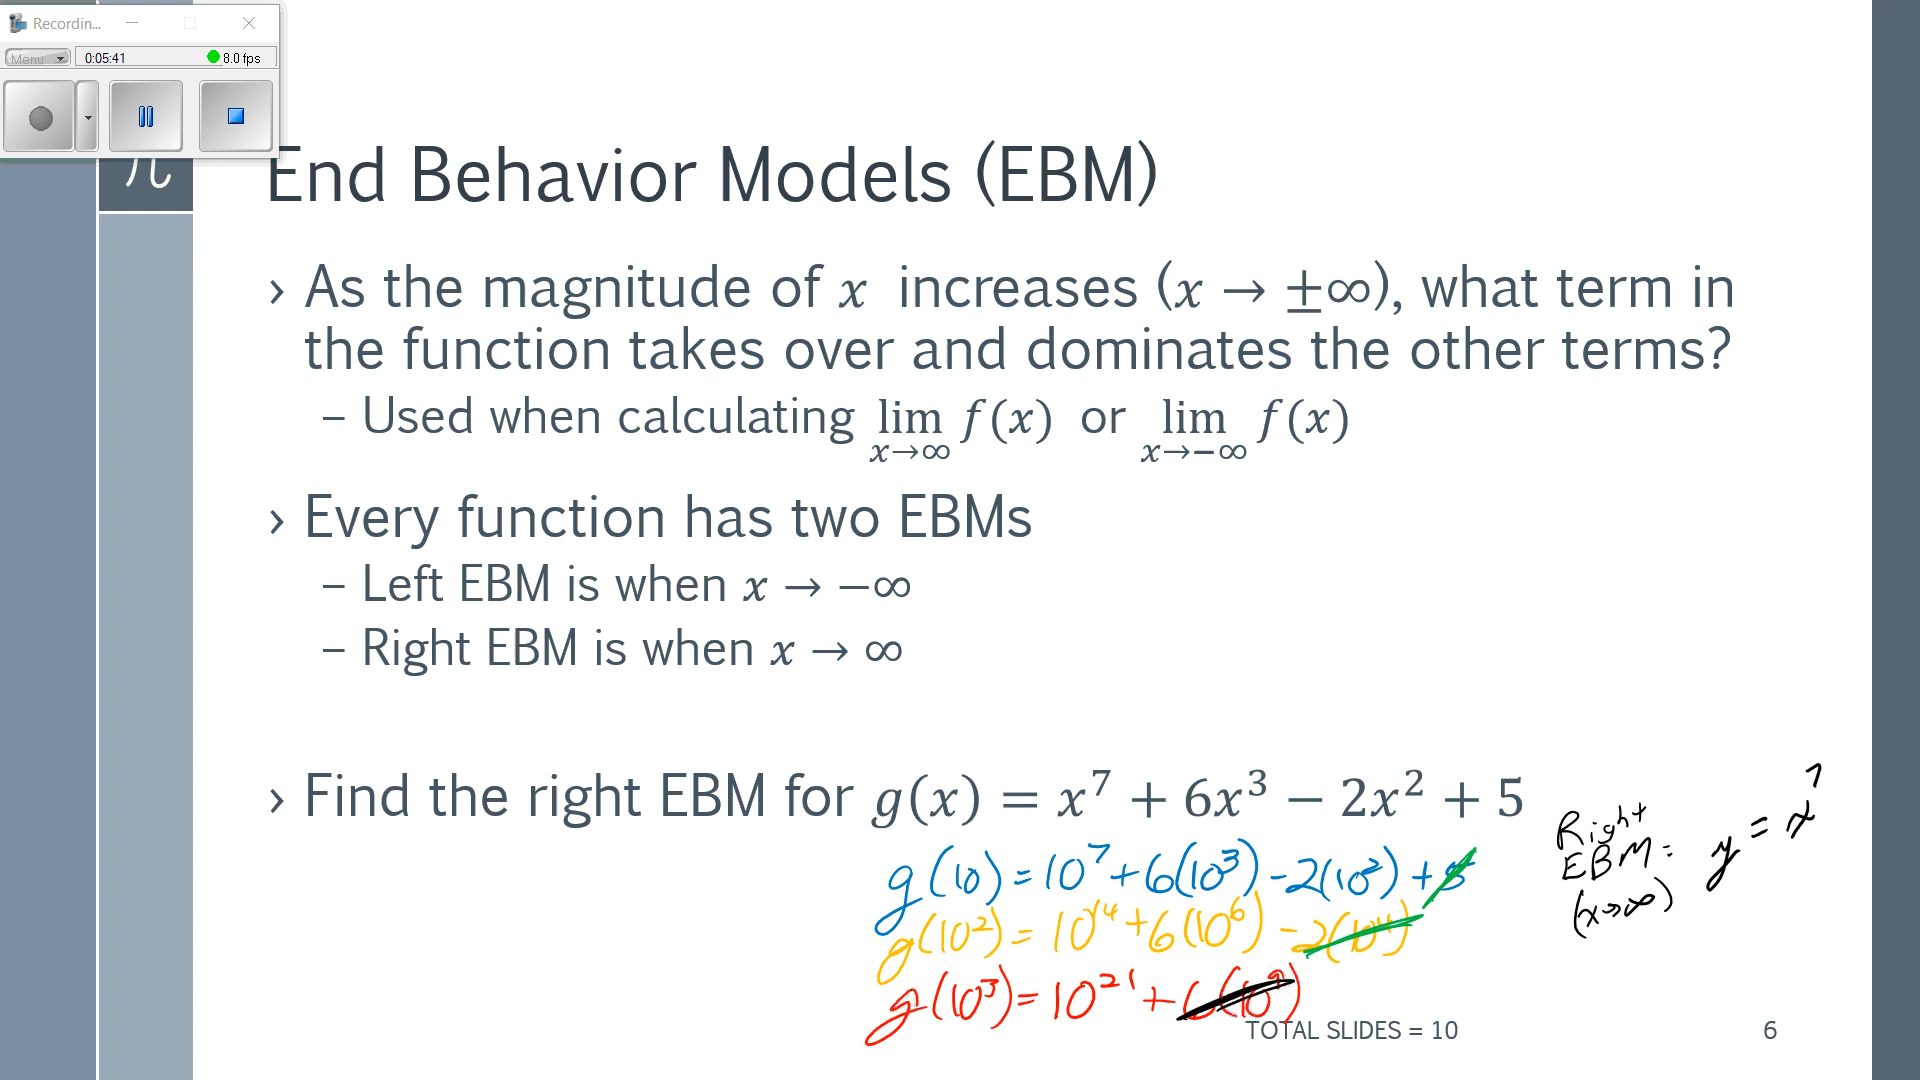 Recordin...
Menu 0:05:41 8.0 fps
π
End Behavior Models (EBM)
› As the magnitude of x increases (x → ±∞), what term in
the function takes over and dominates the other terms?
– Used when calculating lim x→∞ f(x) or lim x→−∞ f(x)
› Every function has two EBMs
– Left EBM is when x → −∞
– Right EBM is when x → ∞
› Find the right EBM for g(x) = x⁷ + 6x³ − 2x² + 5
g(10) = 10⁷ + 6(10³) − 2(10²) + 5
g(10²) = 10¹⁴ + 6(10⁶) − 2(10⁴)
g(10³) = 10²¹ + 6(10⁹)
Right
EBM: y = x⁷
(x→∞)
TOTAL SLIDES = 10
6